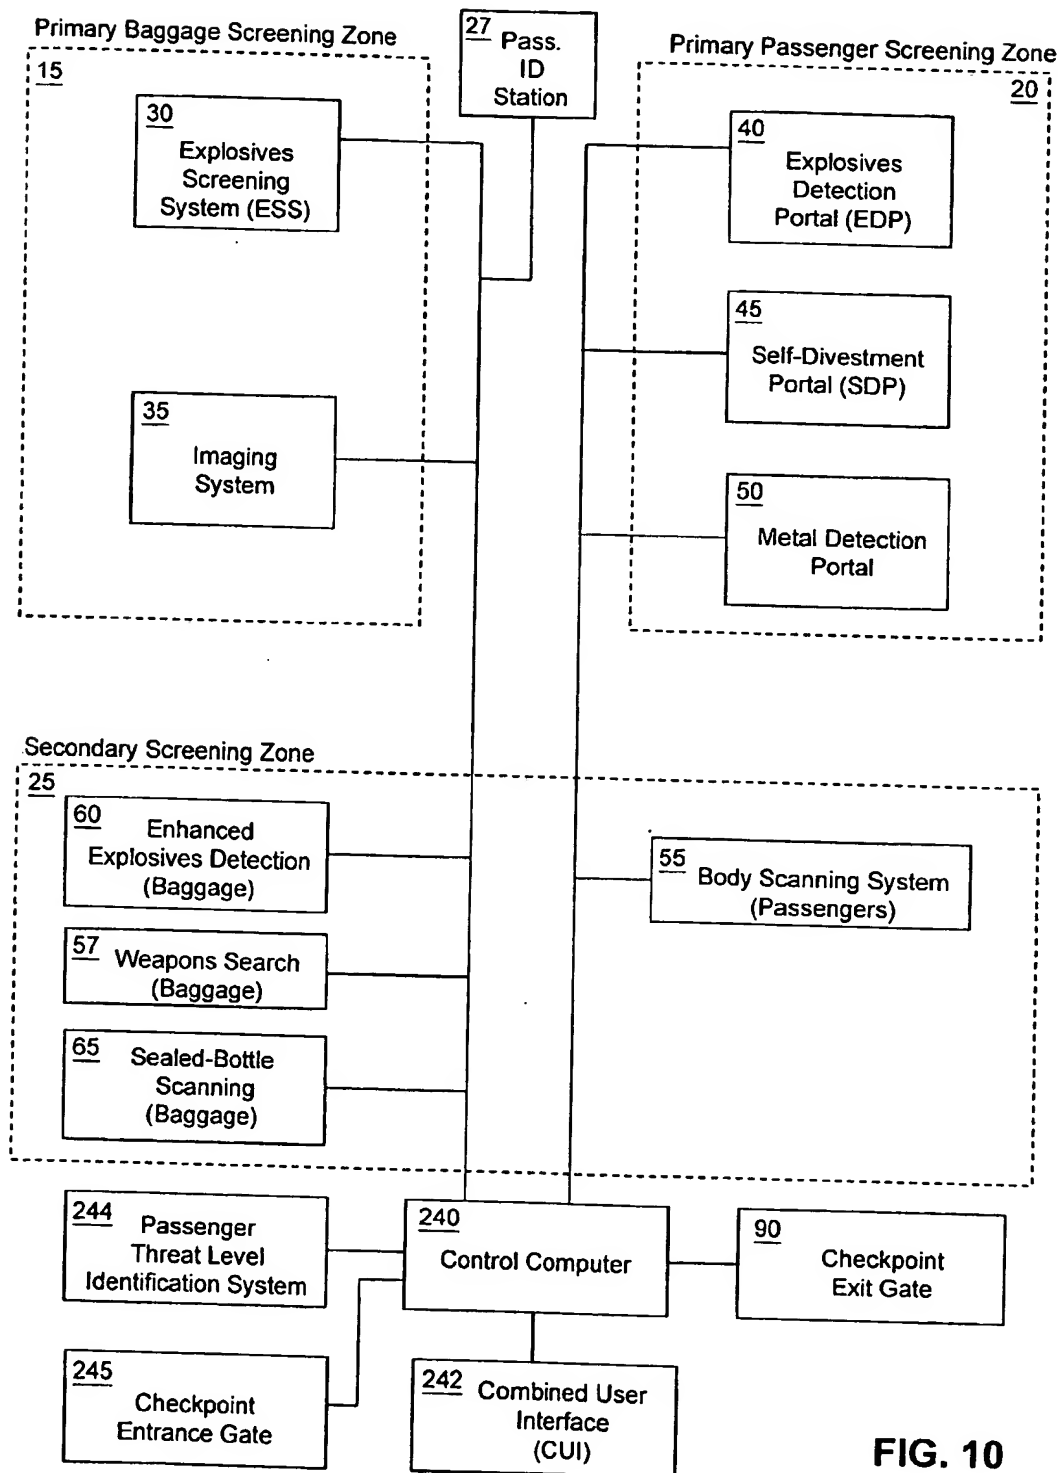 Primary Baggage Screening Zone
15
30
Explosives
Screening
System (ESS)
35
Imaging
System
27
Pass.
ID
Station
Primary Passenger Screening Zone
20
40
Explosives
Detection
Portal (EDP)
45
Self-Divestment
Portal (SDP)
50
Metal Detection
Portal
Secondary Screening Zone
25
60
Enhanced
Explosives Detection
(Baggage)
57
Weapons Search
(Baggage)
65
Sealed-Bottle
Scanning
(Baggage)
55
Body Scanning System
(Passengers)
244
Passenger
Threat Level
Identification System
240
Control Computer
90
Checkpoint
Exit Gate
245
Checkpoint
Entrance Gate
242
Combined User
Interface
(CUI)
FIG. 10